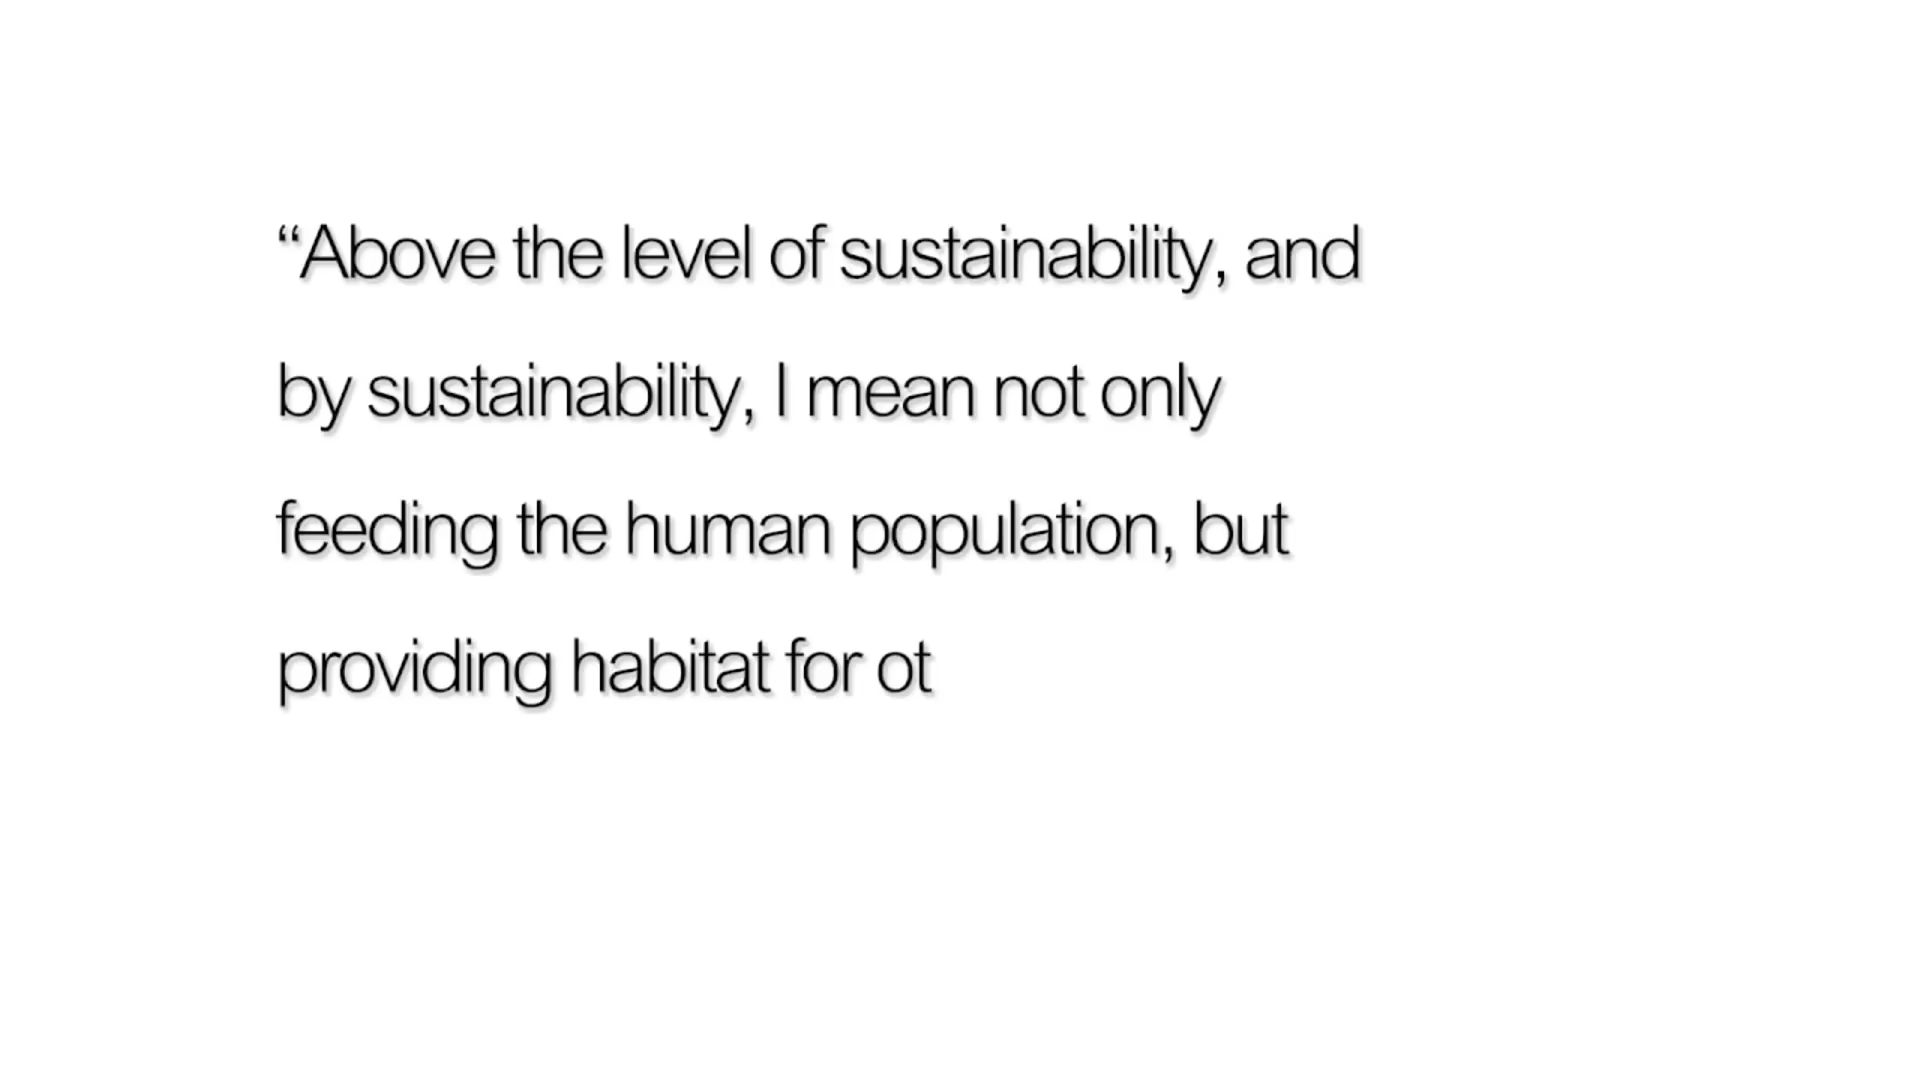 “Above the level of sustainability, and
by sustainability, I mean not only
feeding the human population, but
providing habitat for ot